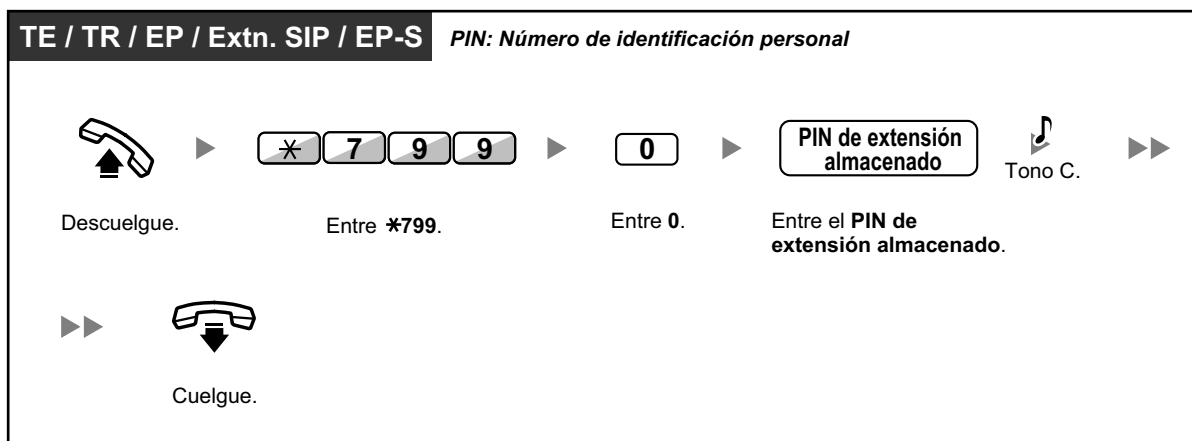 TE / TR / EP / Extn. SIP / EP-S PIN: Número de identificación personal
* 7 9 9 0 PIN de extensión
almacenado
Tono C.
Descuelgue. Entre *799. Entre 0. Entre el PIN de
extensión almacenado.
Cuelgue.